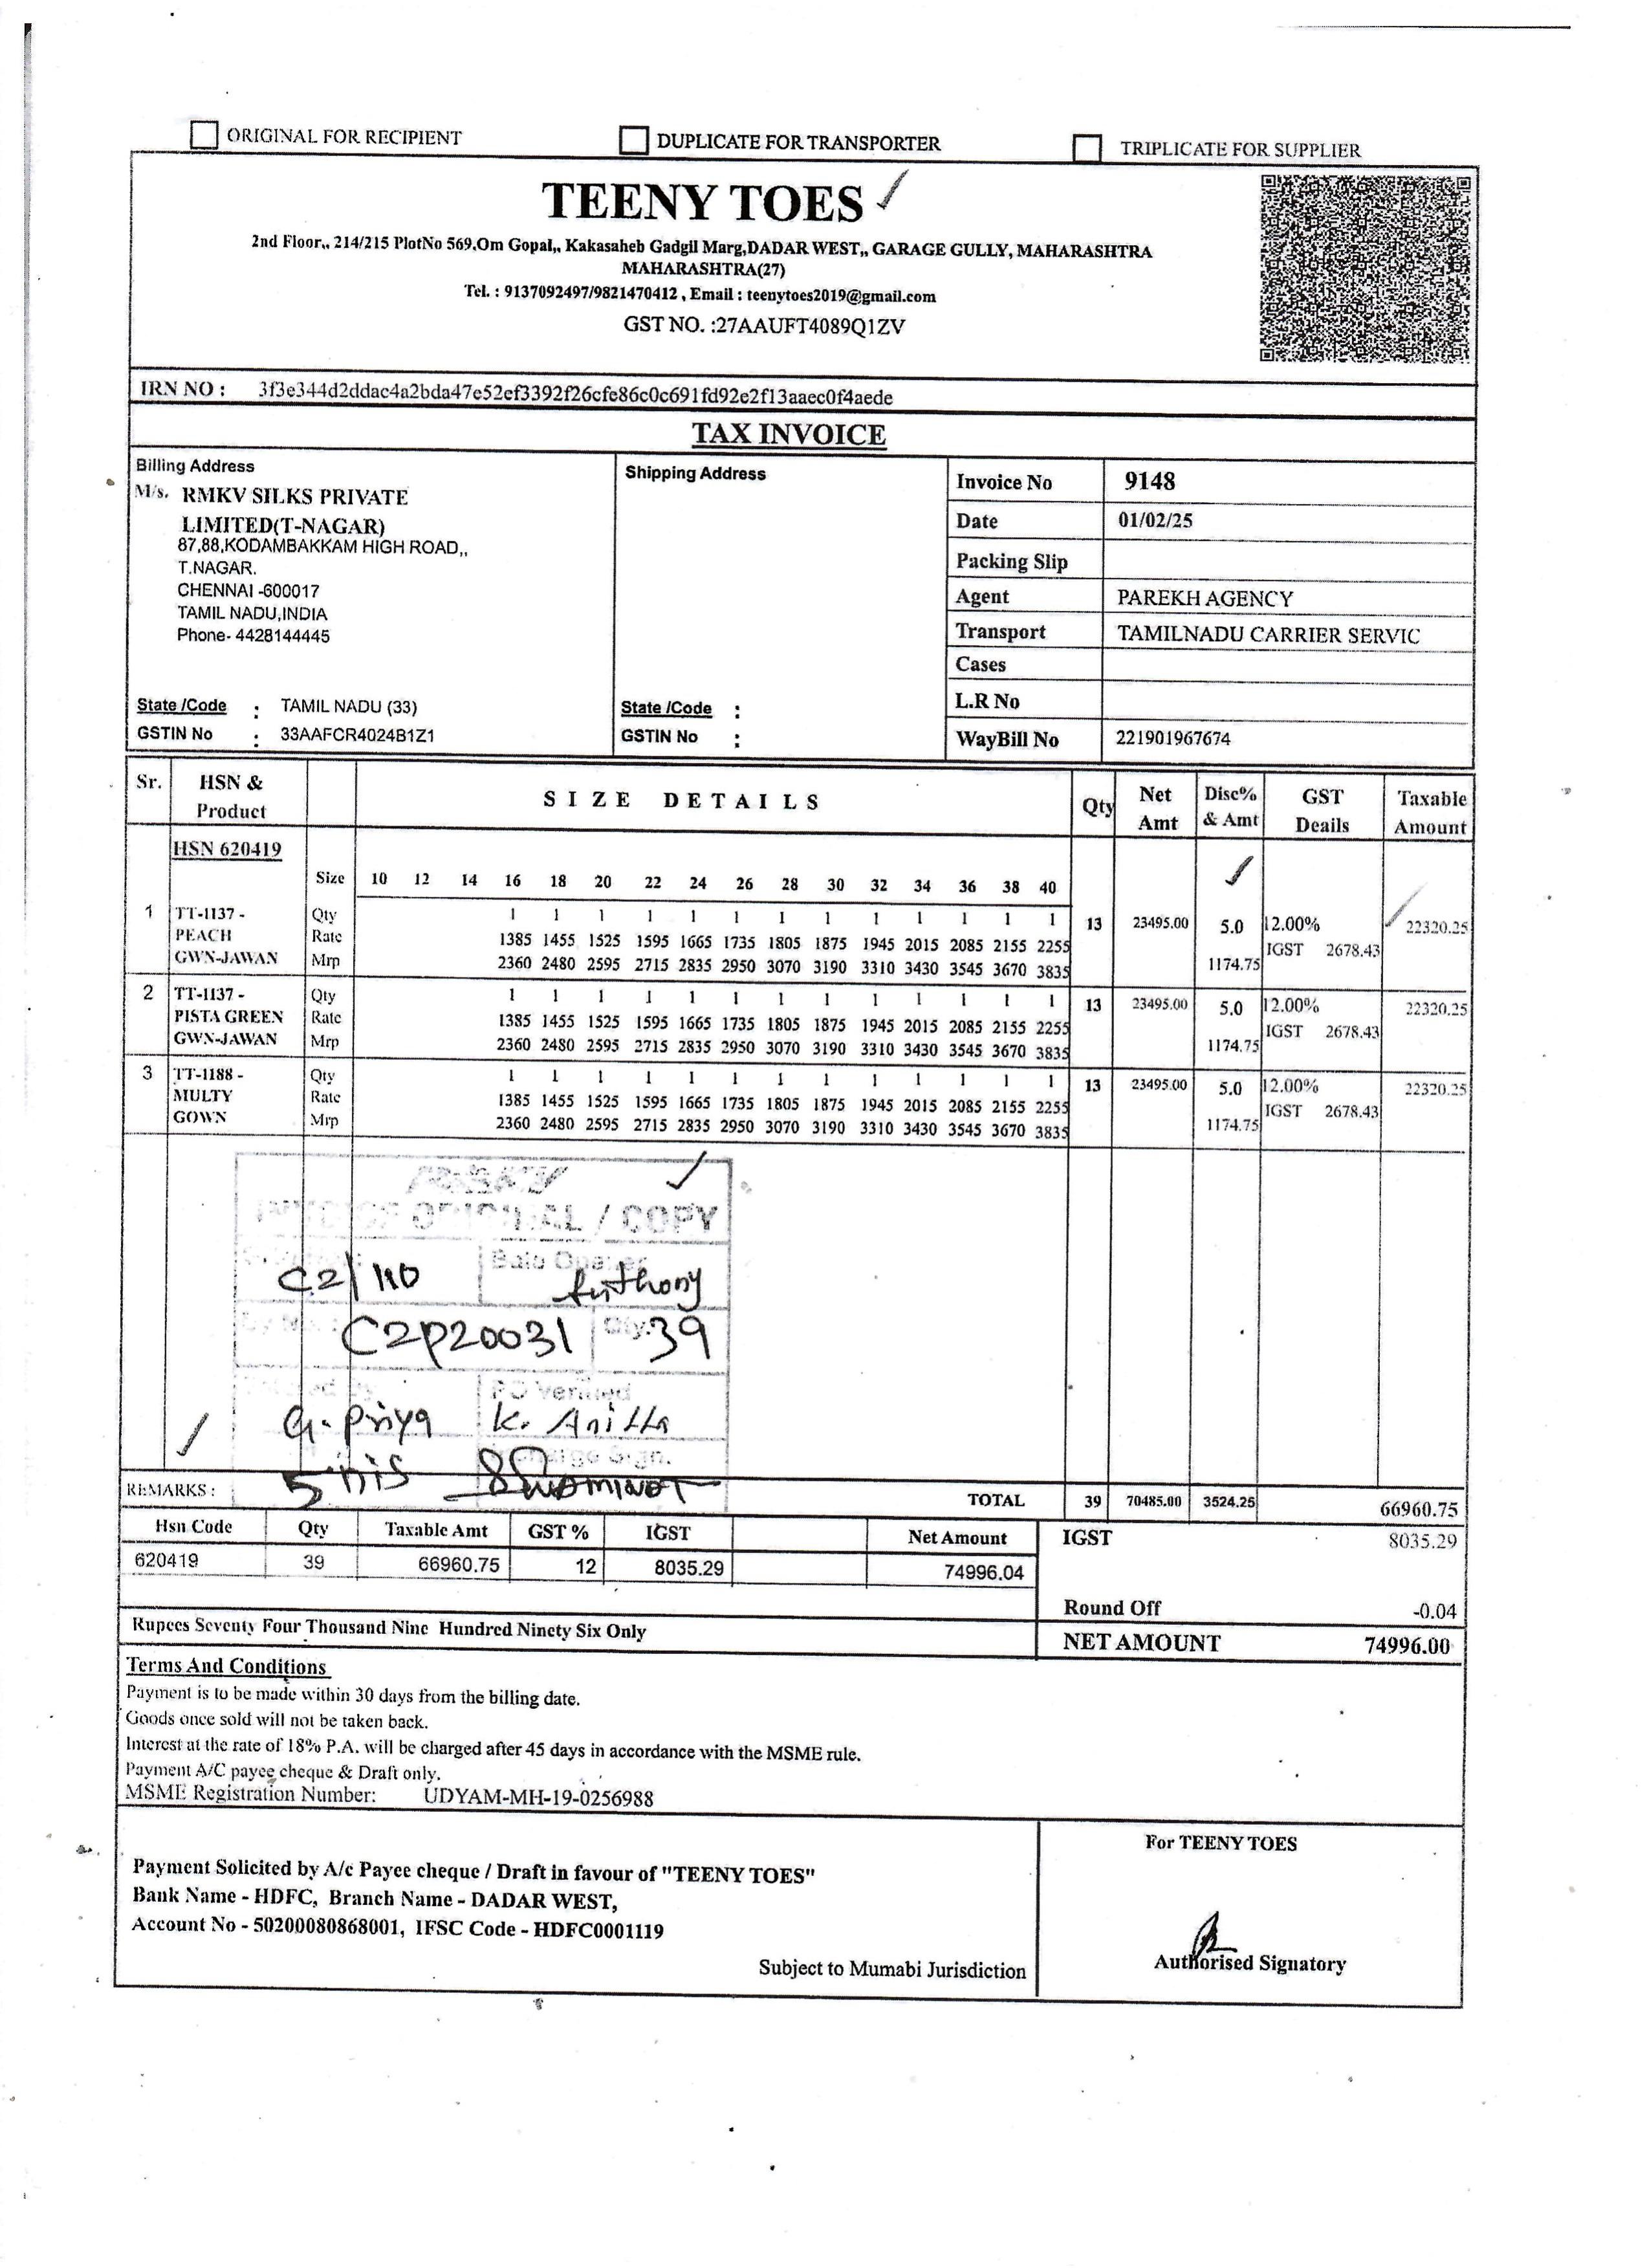 ORIGINAL FOR RECIPIENT DUPLICATE FOR TRANSPORTER TRIPLICATE FOR SUPPLIER
TEENY TOES
2nd Floor,, 214/215 PlotNo 569,Om Gopal,, Kakasaheb Gadgil Marg,DADAR WEST,, GARAGE GULLY, MAHARASHTRA
MAHARASHTRA(27)
Tel. : 9137092497/9821470412 , Email : teenytoes2019@gmail.com
GST NO. :27AAUFT4089Q1ZV
IRN NO : 3f3e344d2ddac4a2bda47e52ef3392f26cfe86c0c691fd92e2f13aaec0f4aede
TAX INVOICE
Billing Address
M/s. RMKV SILKS PRIVATE
LIMITED(T-NAGAR)
87,88,KODAMBAKKAM HIGH ROAD,,
T.NAGAR.
CHENNAI -600017
TAMIL NADU,INDIA
Phone- 4428144445
State /Code : TAMIL NADU (33)
GSTIN No : 33AAFCR4024B1Z1
Shipping Address
State /Code :
GSTIN No :
Invoice No 9148
Date 01/02/25
Packing Slip
Agent PAREKH AGENCY
Transport TAMILNADU CARRIER SERVIC
Cases
L.R No
WayBill No 221901967674
Sr. HSN & Product SIZE DETAILS Qty Net Amt Disc% & Amt GST Deails Taxable Amount
HSN 620419
Size 10 12 14 16 18 20 22 24 26 28 30 32 34 36 38 40
1 TT-1137 - Qty 1 1 1 1 1 1 1 1 1 1 1 1 1 13 23495.00 5.0 12.00% 22320.25
PEACH Rate 1385 1455 1525 1595 1665 1735 1805 1875 1945 2015 2085 2155 2255 IGST 2678.43
GWN-JAWAN Mrp 2360 2480 2595 2715 2835 2950 3070 3190 3310 3430 3545 3670 3835 1174.75
2 TT-1137 - Qty 1 1 1 1 1 1 1 1 1 1 1 1 1 13 23495.00 5.0 12.00% 22320.25
PISTA GREEN Rate 1385 1455 1525 1595 1665 1735 1805 1875 1945 2015 2085 2155 2255 IGST 2678.43
GWN-JAWAN Mrp 2360 2480 2595 2715 2835 2950 3070 3190 3310 3430 3545 3670 3835 1174.75
3 TT-1188 - Qty 1 1 1 1 1 1 1 1 1 1 1 1 1 13 23495.00 5.0 12.00% 22320.25
MULTY Rate 1385 1455 1525 1595 1665 1735 1805 1875 1945 2015 2085 2155 2255 IGST 2678.43
GOWN Mrp 2360 2480 2595 2715 2835 2950 3070 3190 3310 3430 3545 3670 3835 1174.75
ORIGINAL / COPY
C2/ Anthony
C2P20031 Qty. 39
PO Verified
G. Priya K. Anitha
Sign.
REMARKS :
TOTAL 39 70485.00 3524.25 66960.75
Hsn Code Qty Taxable Amt GST % IGST Net Amount
620419 39 66960.75 12 8035.29 74996.04
IGST 8035.29
Round Off -0.04
Rupees Seventy Four Thousand Nine Hundred Ninety Six Only
NET AMOUNT 74996.00
Terms And Conditions
Payment is to be made within 30 days from the billing date.
Goods once sold will not be taken back.
Interest at the rate of 18% P.A. will be charged after 45 days in accordance with the MSME rule.
Payment A/C payee cheque & Draft only.
MSME Registration Number: UDYAM-MH-19-0256988
Payment Solicited by A/c Payee cheque / Draft in favour of "TEENY TOES"
Bank Name - HDFC, Branch Name - DADAR WEST,
Account No - 50200080868001, IFSC Code - HDFC0001119
Subject to Mumabi Jurisdiction
For TEENY TOES
Authorised Signatory